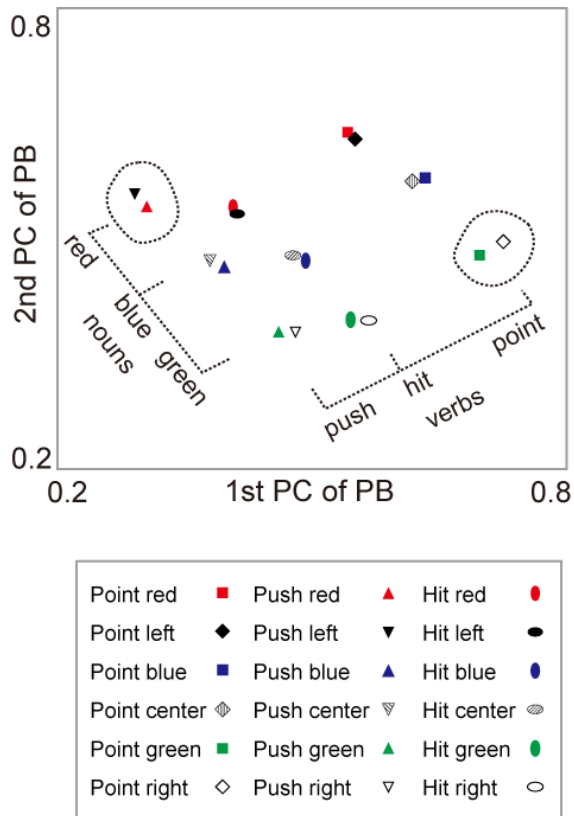 0.8
2nd PC of PB
red
blue
green
nouns
point
hit
push
verbs
0.2
0.2
1st PC of PB
0.8
Point red Push red Hit red
Point left Push left Hit left
Point blue Push blue Hit blue
Point center Push center Hit center
Point green Push green Hit green
Point right Push right Hit right